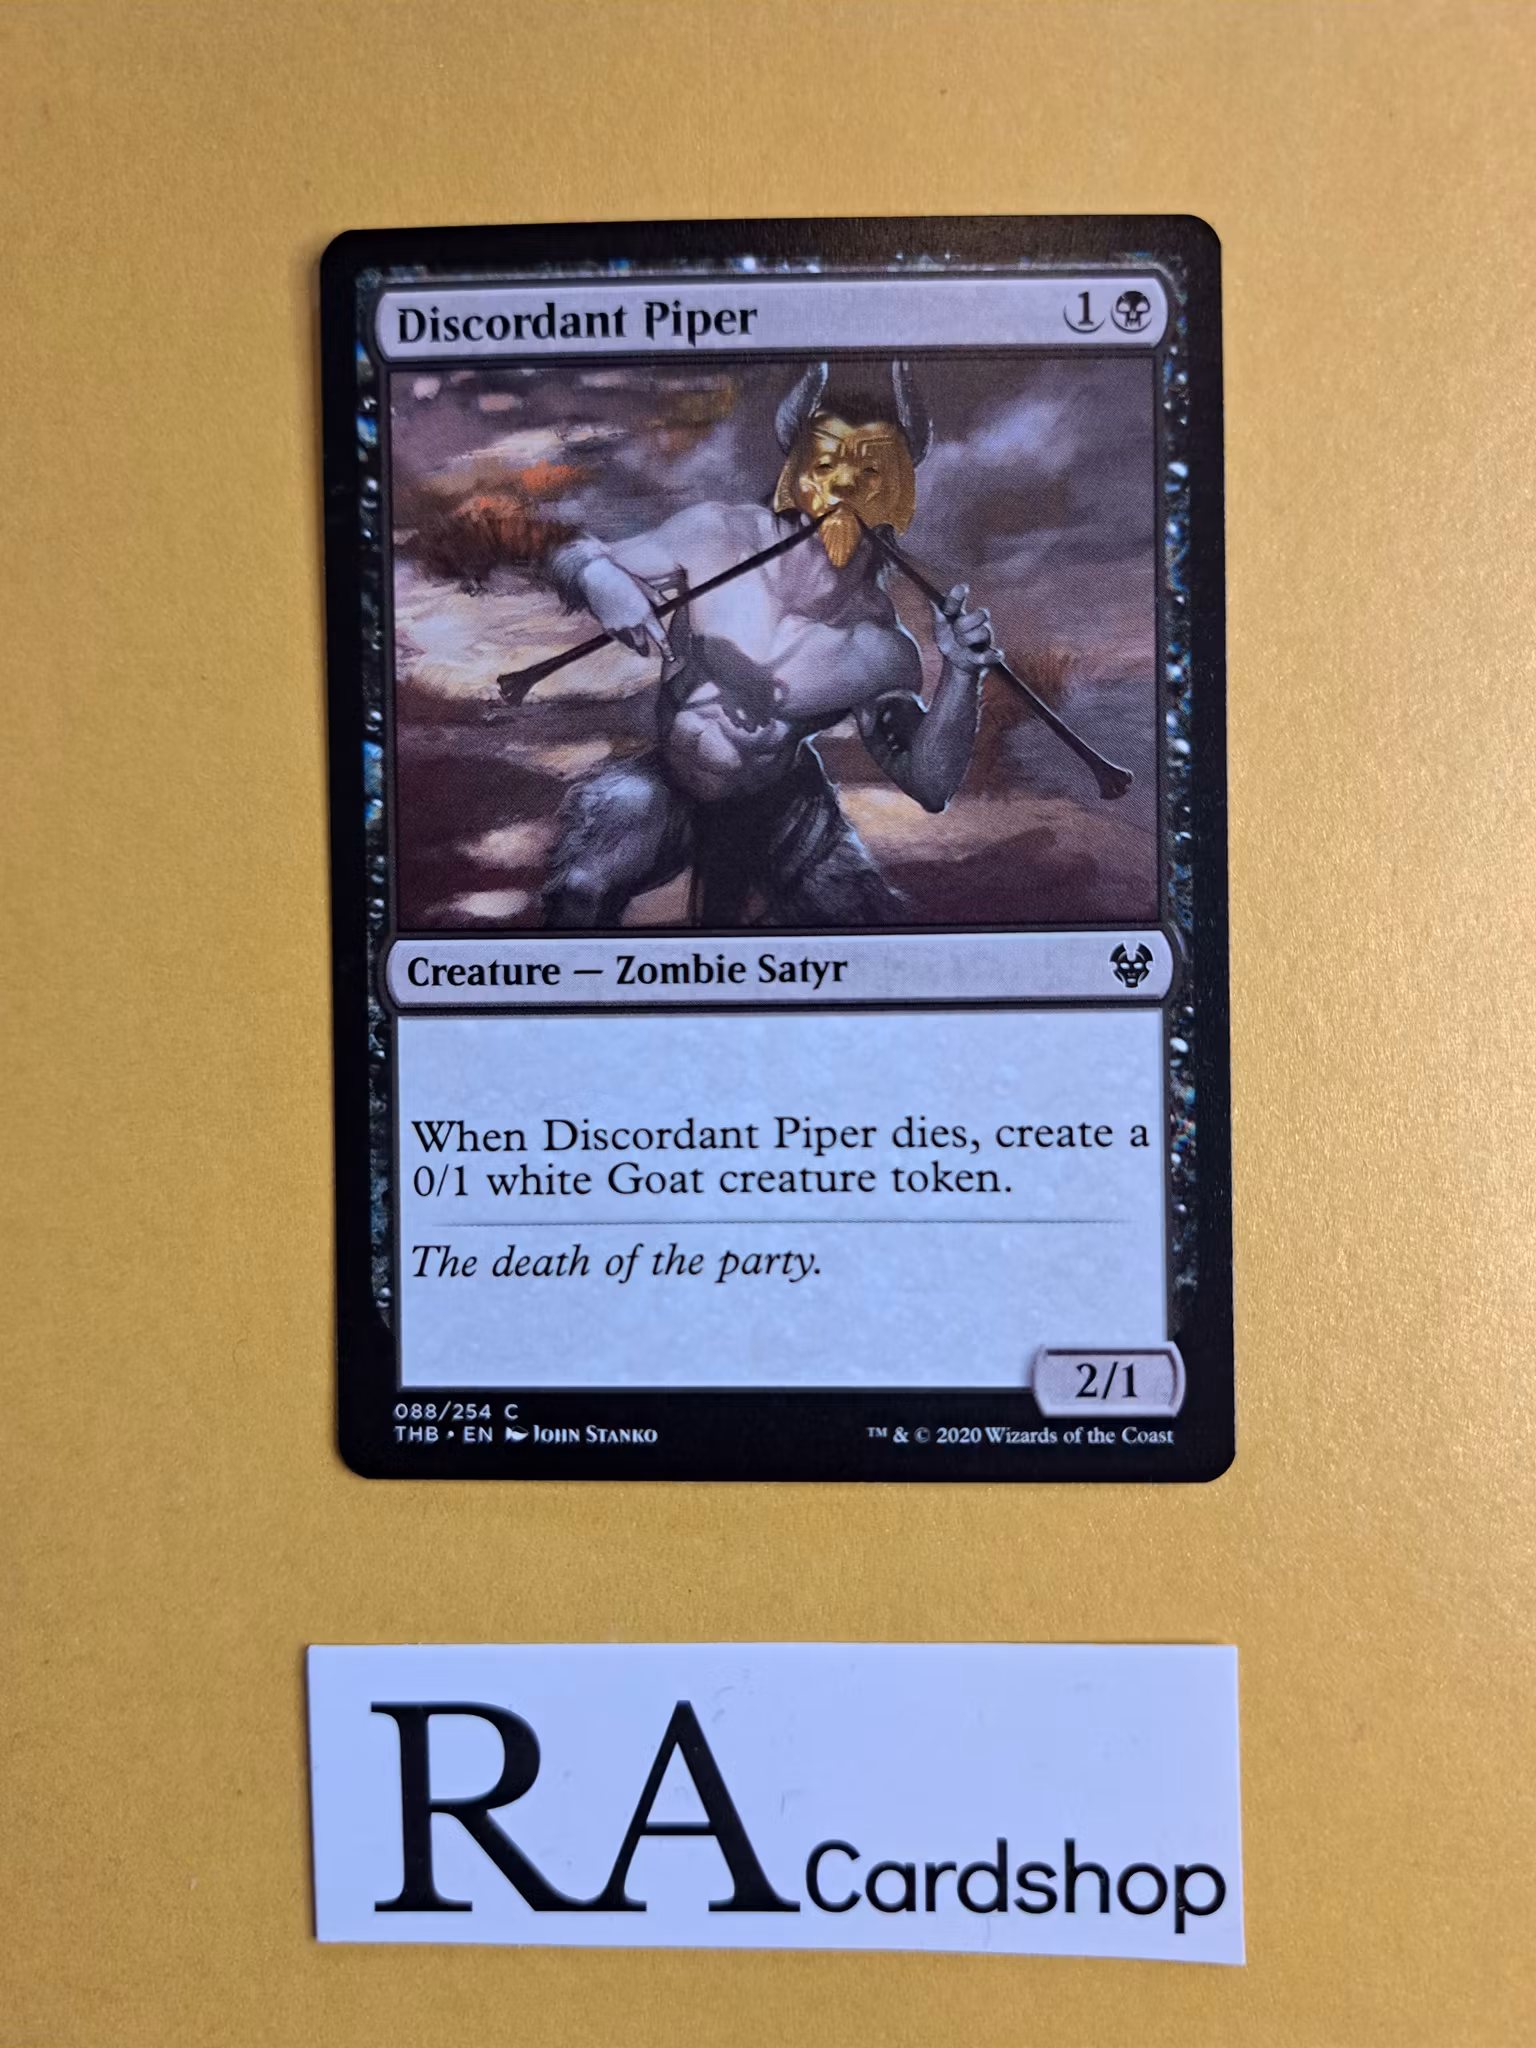 Discordant Piper 1
Creature — Zombie Satyr
When Discordant Piper dies, create a
0/1 white Goat creature token.
The death of the party.
2/1
088/254 C
THB • EN John Stanko
™ & © 2020 Wizards of the Coast
RA Cardshop